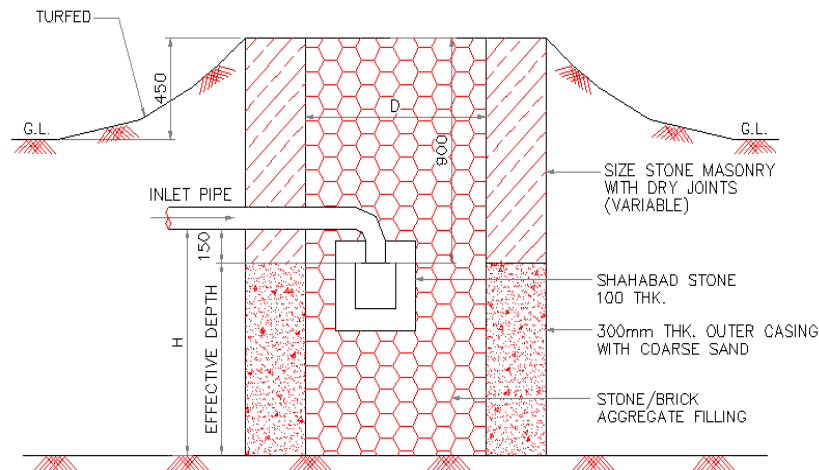 TURFED
450
G.L.
D
900
G.L.
INLET PIPE
150
SIZE STONE MASONRY
WITH DRY JOINTS
(VARIABLE)
SHAHABAD STONE
100 THK.
H
EFFECTIVE DEPTH
300mm THK. OUTER CASING
WITH COARSE SAND
STONE/BRICK
AGGREGATE FILLING